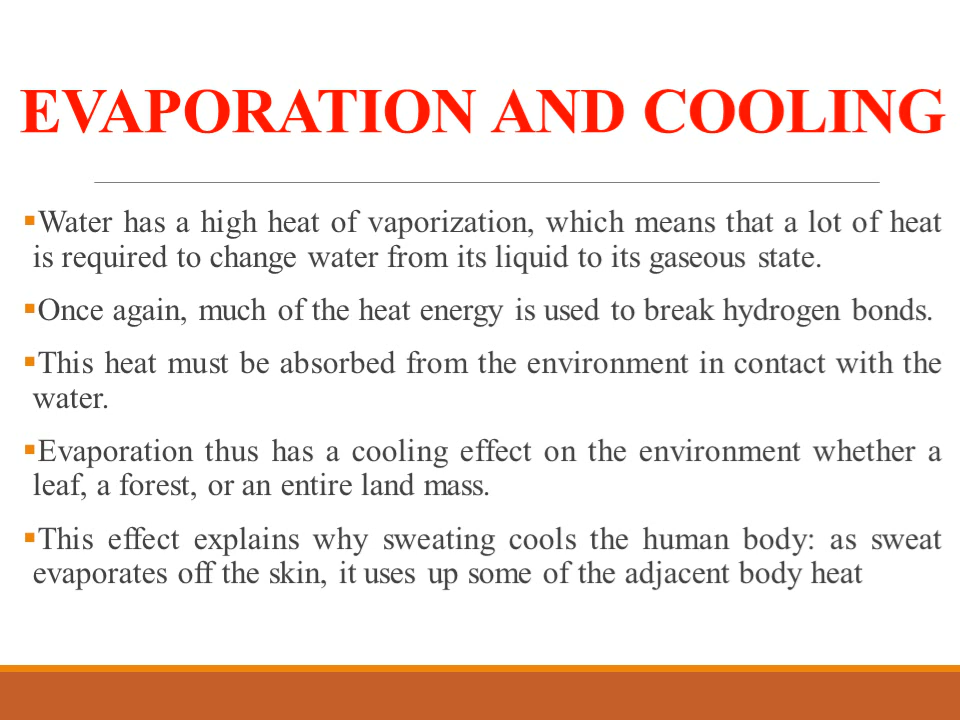 EVAPORATION AND COOLING
▪Water has a high heat of vaporization, which means that a lot of heat
is required to change water from its liquid to its gaseous state.
▪Once again, much of the heat energy is used to break hydrogen bonds.
▪This heat must be absorbed from the environment in contact with the
water.
▪Evaporation thus has a cooling effect on the environment whether a
leaf, a forest, or an entire land mass.
▪This effect explains why sweating cools the human body: as sweat
evaporates off the skin, it uses up some of the adjacent body heat